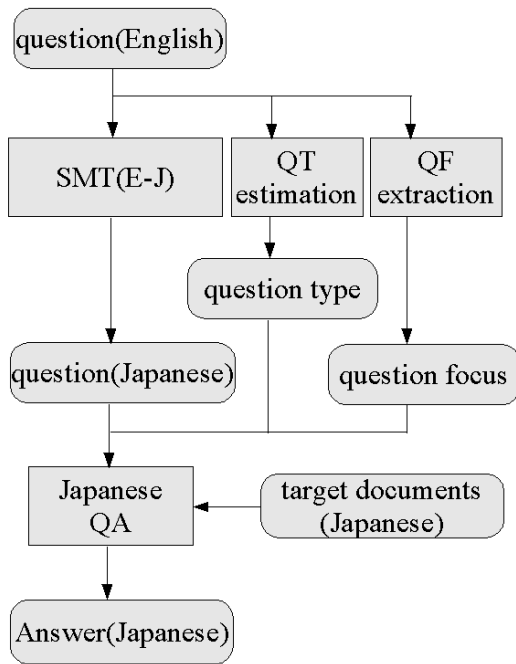 question(English)
SMT(E-J)
QT
estimation
QF
extraction
question type
question(Japanese)
question focus
Japanese
QA
target documents
(Japanese)
Answer(Japanese)